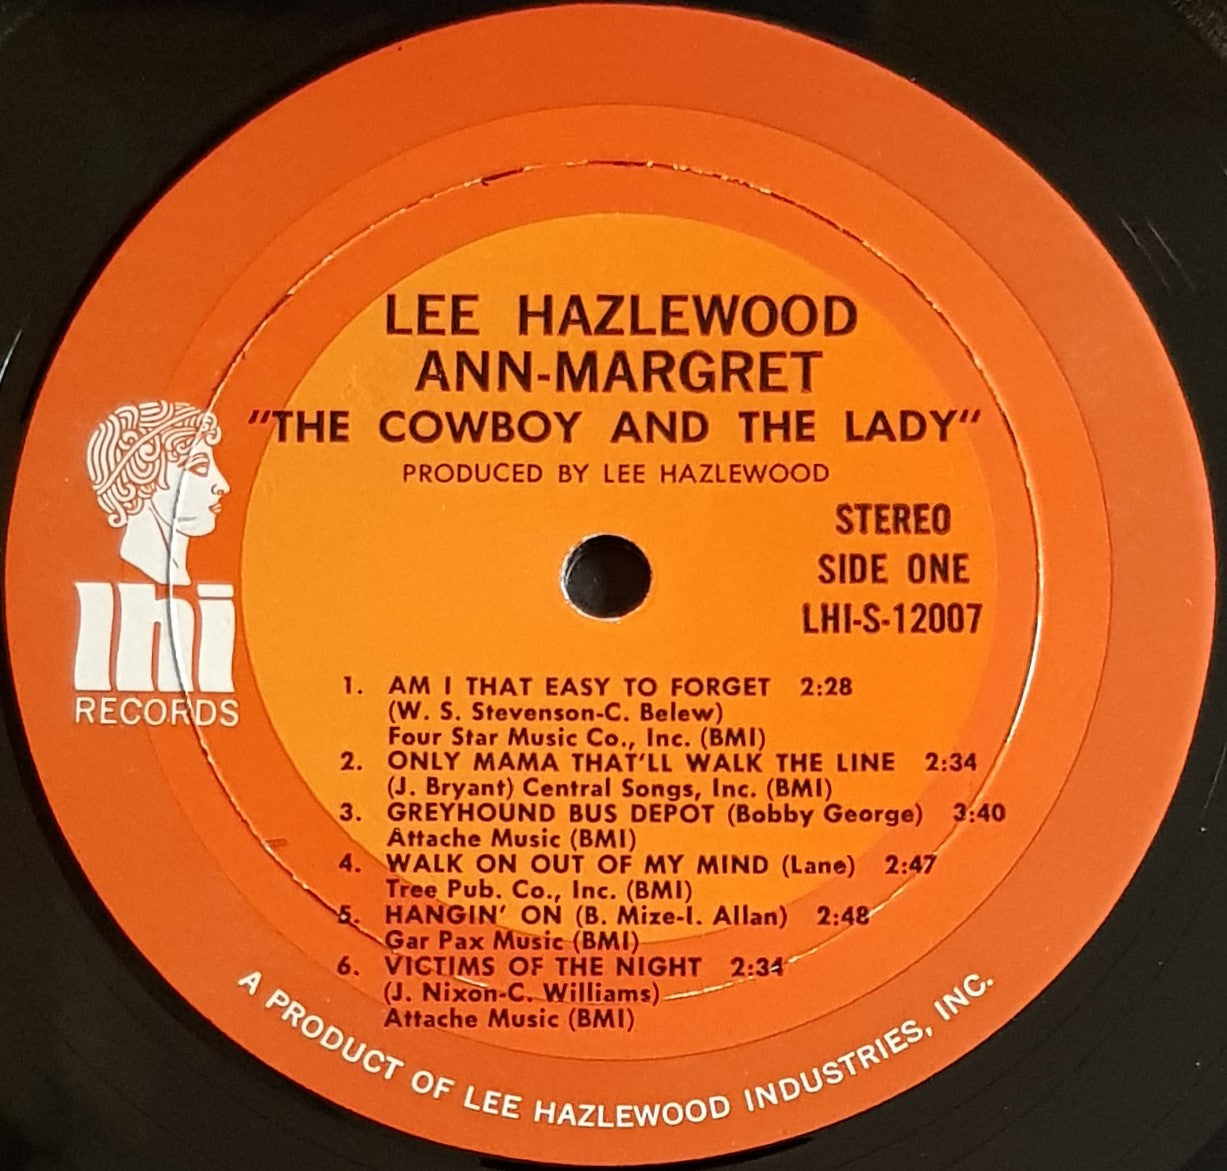 LEE HAZLEWOOD
ANN-MARGRET
"THE COWBOY AND THE LADY"
PRODUCED BY LEE HAZLEWOOD
STEREO
SIDE ONE
LHI-S-12007
lhi
RECORDS
1. AM I THAT EASY TO FORGET 2:28
(W. S. Stevenson-C. Belew)
Four Star Music Co., Inc. (BMI)
2. ONLY MAMA THAT'LL WALK THE LINE 2:34
(J. Bryant) Central Songs, Inc. (BMI)
3. GREYHOUND BUS DEPOT (Bobby George) 3:40
Attache Music (BMI)
4. WALK ON OUT OF MY MIND (Lane) 2:47
Tree Pub. Co., Inc. (BMI)
5. HANGIN' ON (B. Mize-I. Allan) 2:48
Gar Pax Music (BMI)
6. VICTIMS OF THE NIGHT 2:34
(J. Nixon-C. Williams)
Attache Music (BMI)
A PRODUCT OF LEE HAZLEWOOD INDUSTRIES, INC.